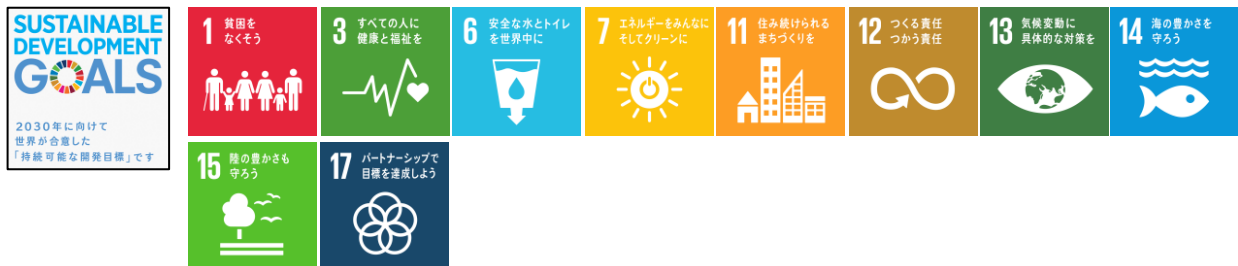 SUSTAINABLE
DEVELOPMENT
GOALS
2030年に向けて
世界が合意した
「持続可能な開発目標」です
1 貧困を
なくそう
3 すべての人に
健康と福祉を
6 安全な水とトイレ
を世界中に
7 エネルギーをみんなに
そしてクリーンに
11 住み続けられる
まちづくりを
12 つくる責任
つかう責任
13 気候変動に
具体的な対策を
14 海の豊かさを
守ろう
15 陸の豊かさも
守ろう
17 パートナーシップで
目標を達成しよう